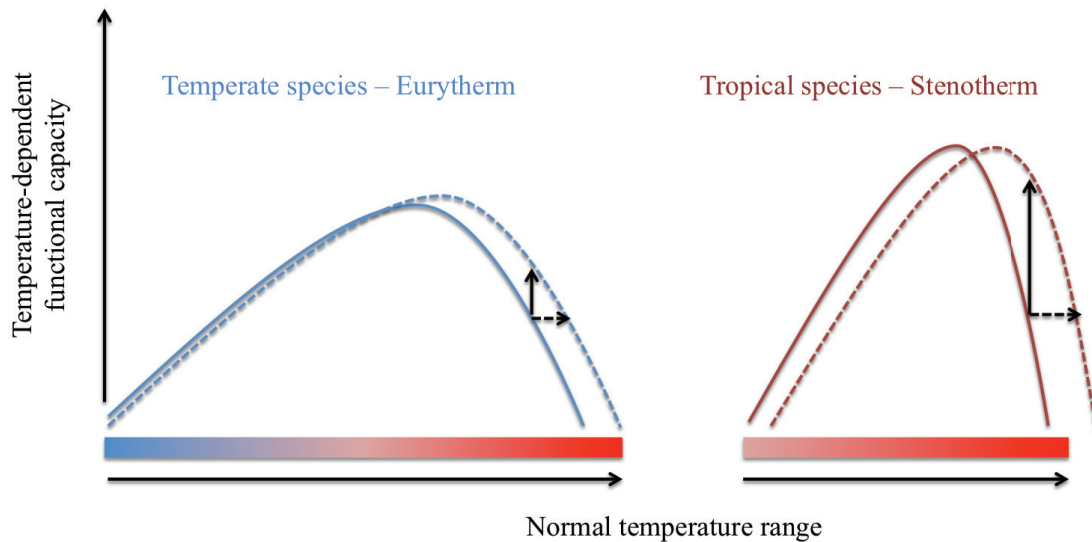 Temperature-dependent
functional capacity
Temperate species – Eurytherm
Tropical species – Stenotherm
Normal temperature range